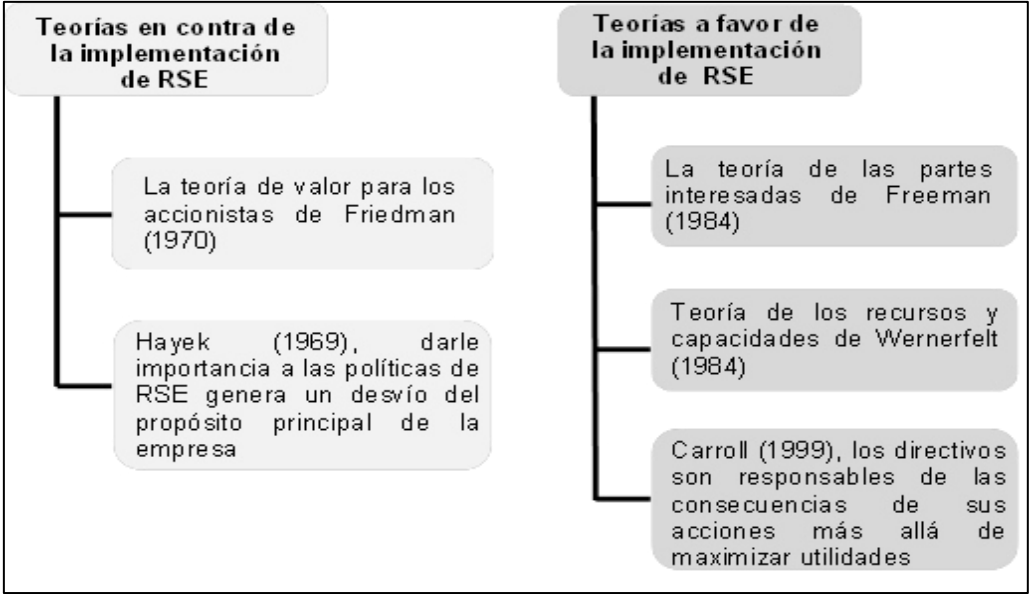 Teorías en contra de
la implementación
de RSE
La teoría de valor para los
accionistas de Friedman
(1970)
Hayek (1969), darle
importancia a las políticas de
RSE genera un desvío del
propósito principal de la
empresa
Teorías a favor de
la implementación
de RSE
La teoría de las partes
interesadas de Freeman
(1984)
Teoría de los recursos y
capacidades de Wernerfelt
(1984)
Carroll (1999), los directivos
son responsables de las
consecuencias de sus
acciones más allá de
maximizar utilidades